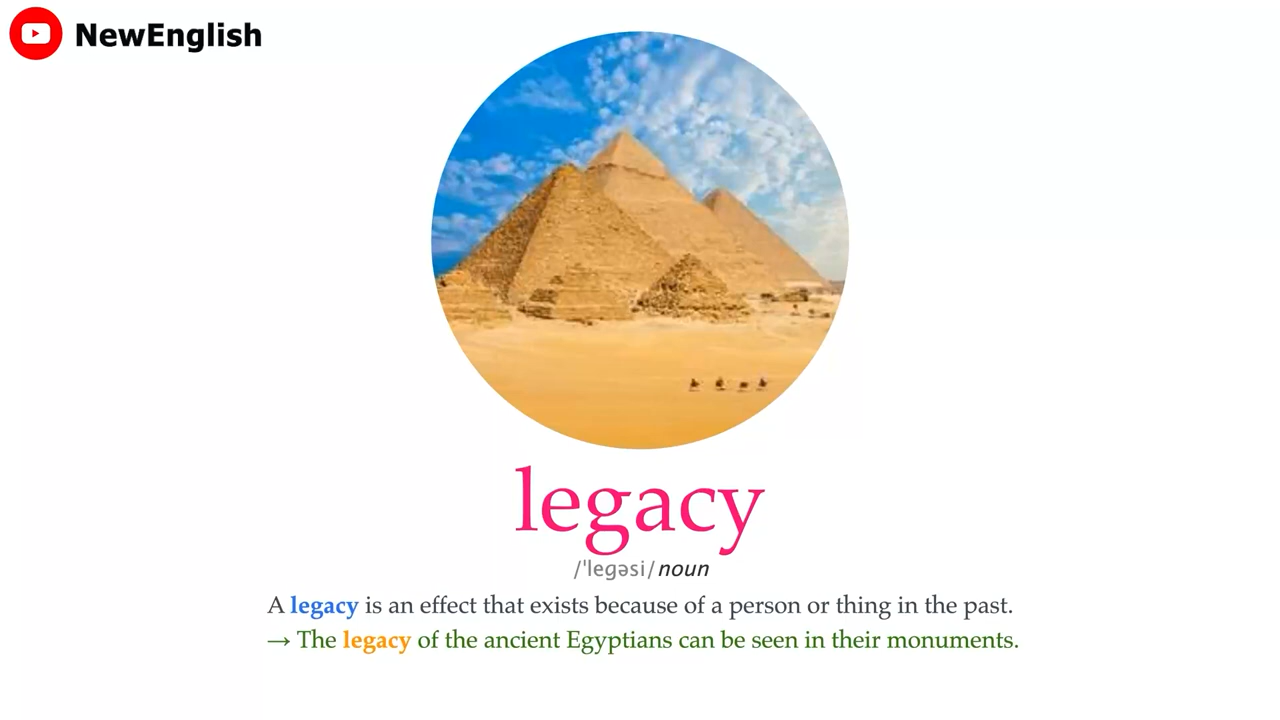 NewEnglish
legacy
/ˈlegəsi/noun
A legacy is an effect that exists because of a person or thing in the past.
→ The legacy of the ancient Egyptians can be seen in their monuments.